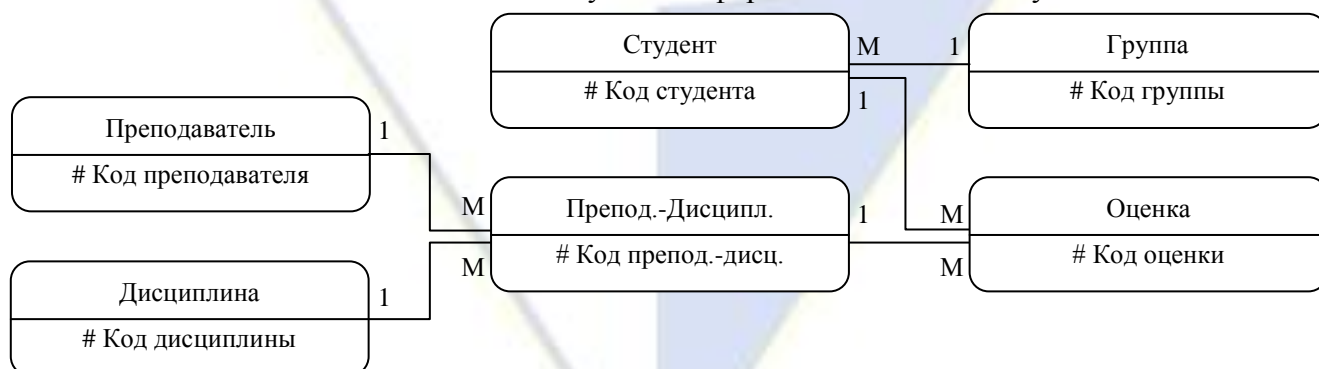 Студент
# Код студента
М
1
1
Группа
# Код группы
Преподаватель
# Код преподавателя
1
М
М
Препод.-Дисципл.
# Код препод.-дисц.
1
М
М
Оценка
# Код оценки
Дисциплина
# Код дисциплины
1